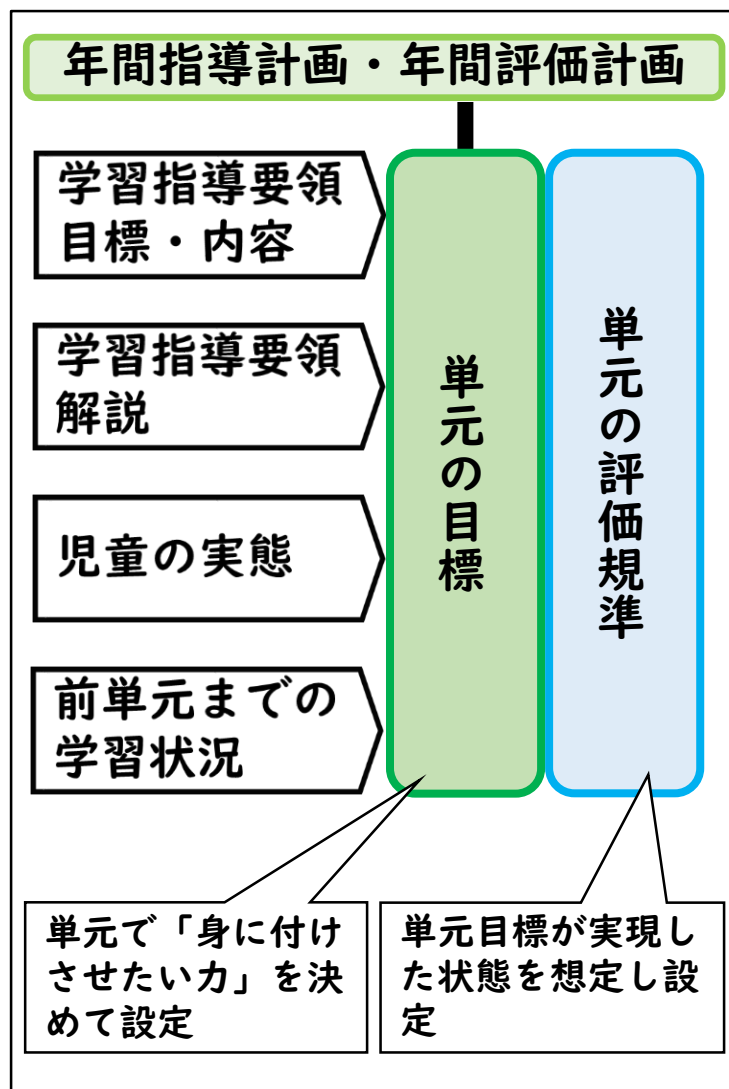 年間指導計画・年間評価計画
学習指導要領
目標・内容
学習指導要領
解説
児童の実態
前単元までの
学習状況
単元の目標
単元の評価規準
単元で「身に付け
させたい力」を決
めて設定
単元目標が実現し
た状態を想定し設
定